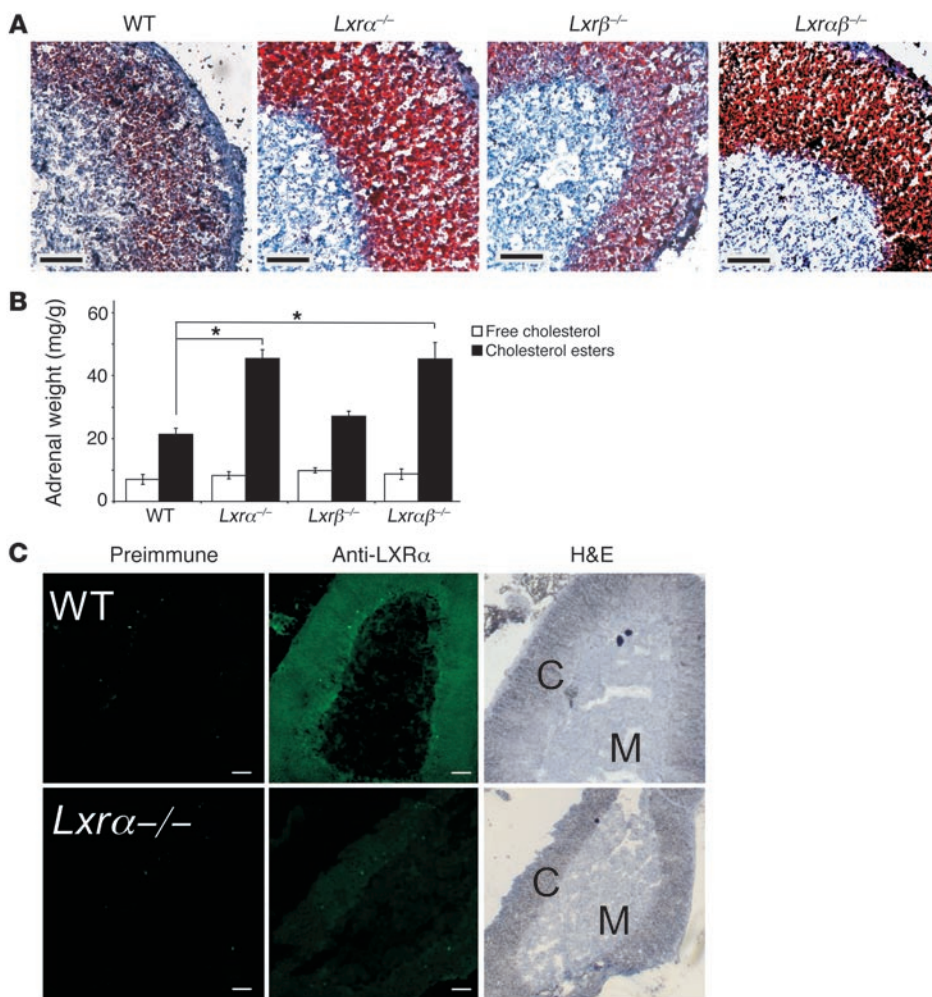 A
WT
Lxrα−/−
Lxrβ−/−
Lxrαβ−/−
B
Adrenal weight (mg/g)
60
40
20
0
*
*
Free cholesterol
Cholesterol esters
WT
Lxrα−/−
Lxrβ−/−
Lxrαβ−/−
C
Preimmune
Anti-LXRα
H&E
WT
C
M
Lxrα−/−
C
M